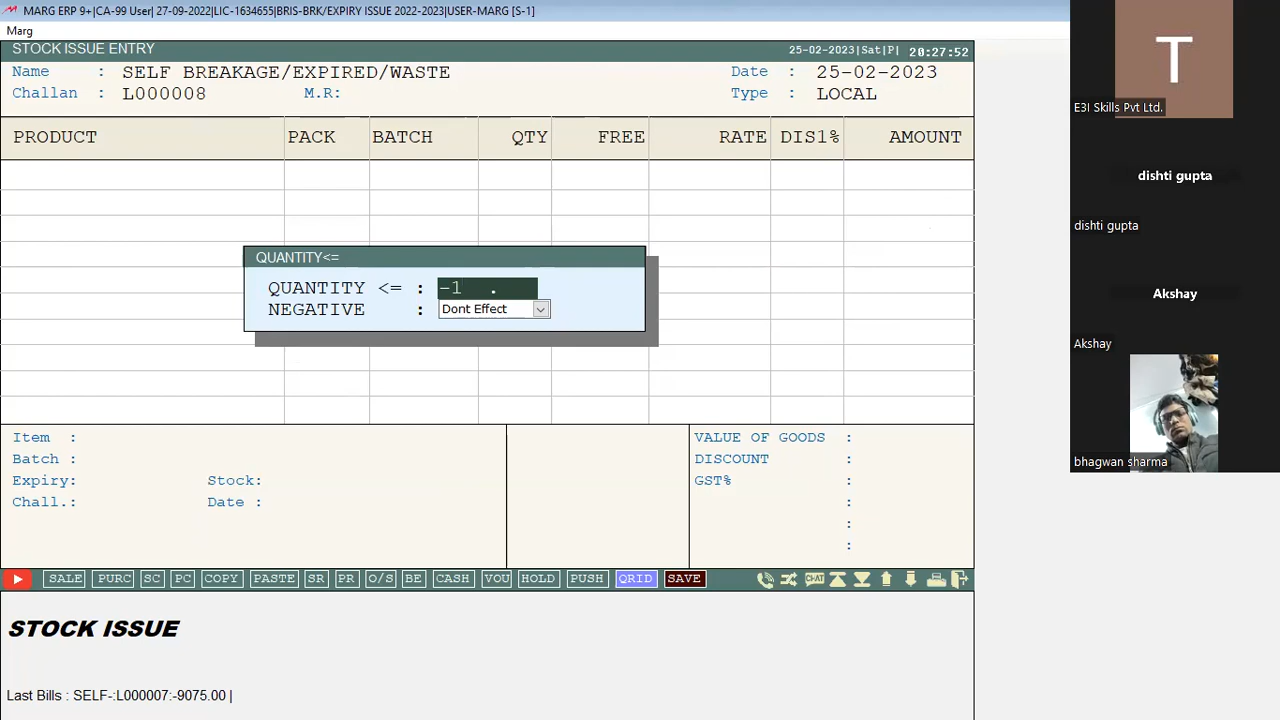 MARG ERP 9+|CA-99 User| 27-09-2022|LIC-1634655|BRIS-BRK/EXPIRY ISSUE 2022-2023|USER-MARG [S-1]
Marg
STOCK ISSUE ENTRY 25-02-2023|Sat|P| 20:27:52
Name : SELF BREAKAGE/EXPIRED/WASTE Date : 25-02-2023
Challan : L000008 M.R: Type : LOCAL
PRODUCT PACK BATCH QTY FREE RATE DIS1% AMOUNT
QUANTITY<=
QUANTITY <= : -1 .
NEGATIVE : Dont Effect
Item : VALUE OF GOODS :
Batch : DISCOUNT :
Expiry: Stock: GST% :
Chall.: Date : :
:
:
SALE PURC SC PC COPY PASTE SR PR O/S BE CASH VOU HOLD PUSH QRID SAVE CHAT
STOCK ISSUE
Last Bills : SELF-:L000007:-9075.00 |
T
E3I Skills Pvt Ltd.
dishti gupta
dishti gupta
Akshay
Akshay
bhagwan sharma